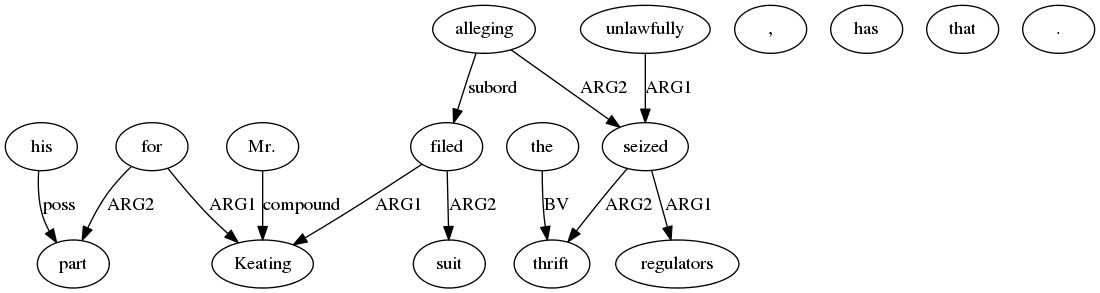 alleging unlawfully , has that .
subord ARG2 ARG1
his for Mr. filed the seized
poss ARG2 ARG1 compound ARG1 ARG2 BV ARG2 ARG1
part Keating suit thrift regulators